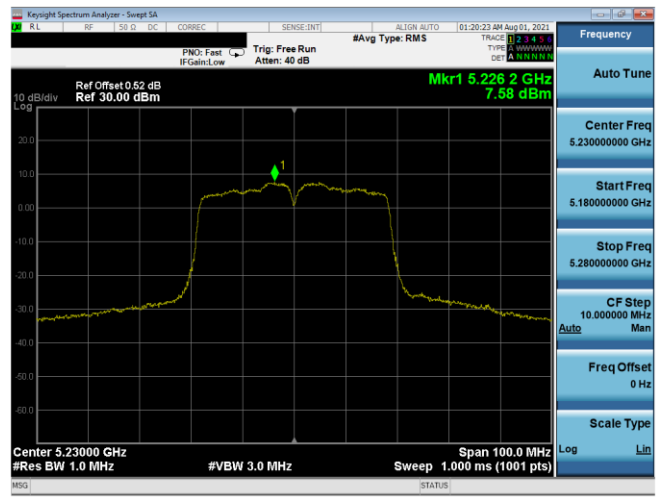 Keysight Spectrum Analyzer - Swept SA
RL RF 50 Ω DC CORREC SENSE:INT ALIGN AUTO 01:20:23 AM Aug 01, 2021
#Avg Type: RMS TRACE 1 2 3 4 5 6
PNO: Fast Trig: Free Run TYPE A WWWWW
IFGain:Low Atten: 40 dB DET A N N N N N
Mkr1 5.226 2 GHz
7.58 dBm
Ref Offset 0.52 dB
10 dB/div Ref 30.00 dBm
Log
20.0
1
10.0
0.00
-10.0
-20.0
-30.0
-40.0
-50.0
-60.0
Center 5.23000 GHz Span 100.0 MHz
#Res BW 1.0 MHz #VBW 3.0 MHz Sweep 1.000 ms (1001 pts)
MSG STATUS
Frequency
Auto Tune
Center Freq
5.230000000 GHz
Start Freq
5.180000000 GHz
Stop Freq
5.280000000 GHz
CF Step
10.000000 MHz
Auto Man
Freq Offset
0 Hz
Scale Type
Log Lin